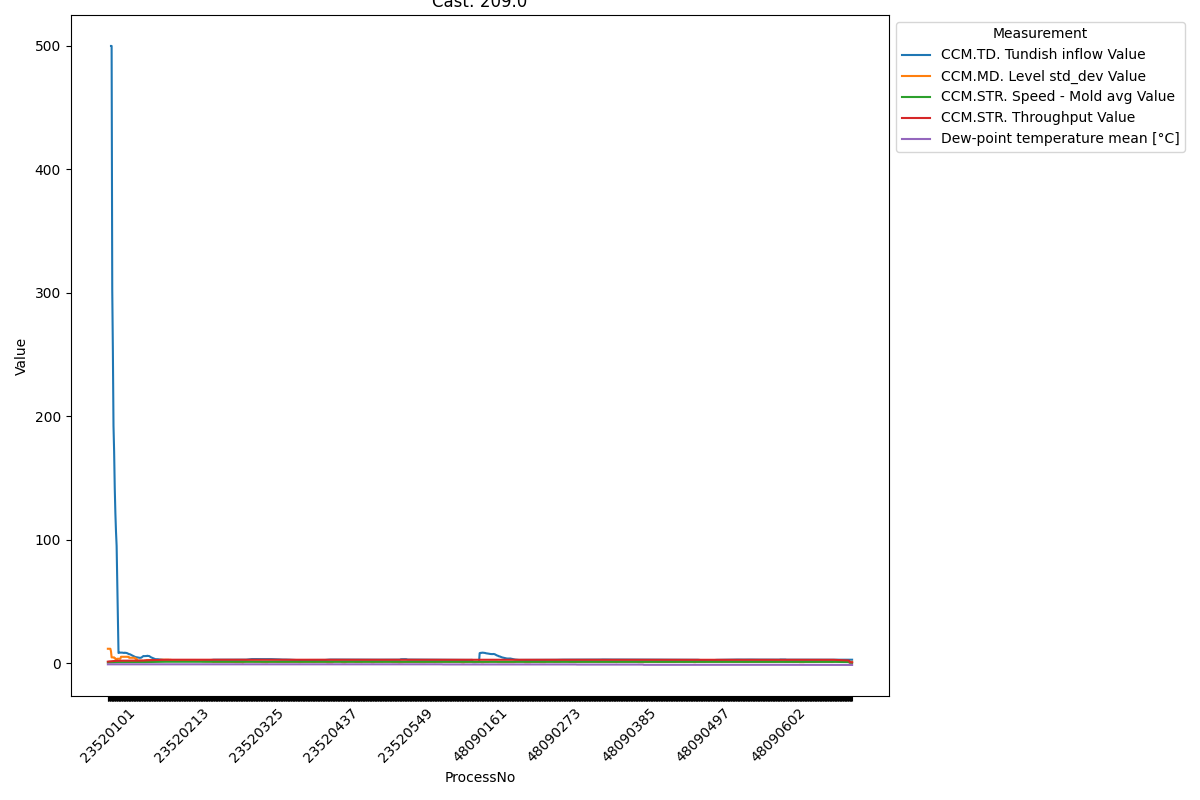 Cast: 209.0
500
400
300
200
100
0
Value
23520101
23520213
23520325
23520437
23520549
48090161
48090273
48090385
48090497
48090602
ProcessNo
Measurement
CCM.TD. Tundish inflow Value
CCM.MD. Level std_dev Value
CCM.STR. Speed - Mold avg Value
CCM.STR. Throughput Value
Dew-point temperature mean [°C]